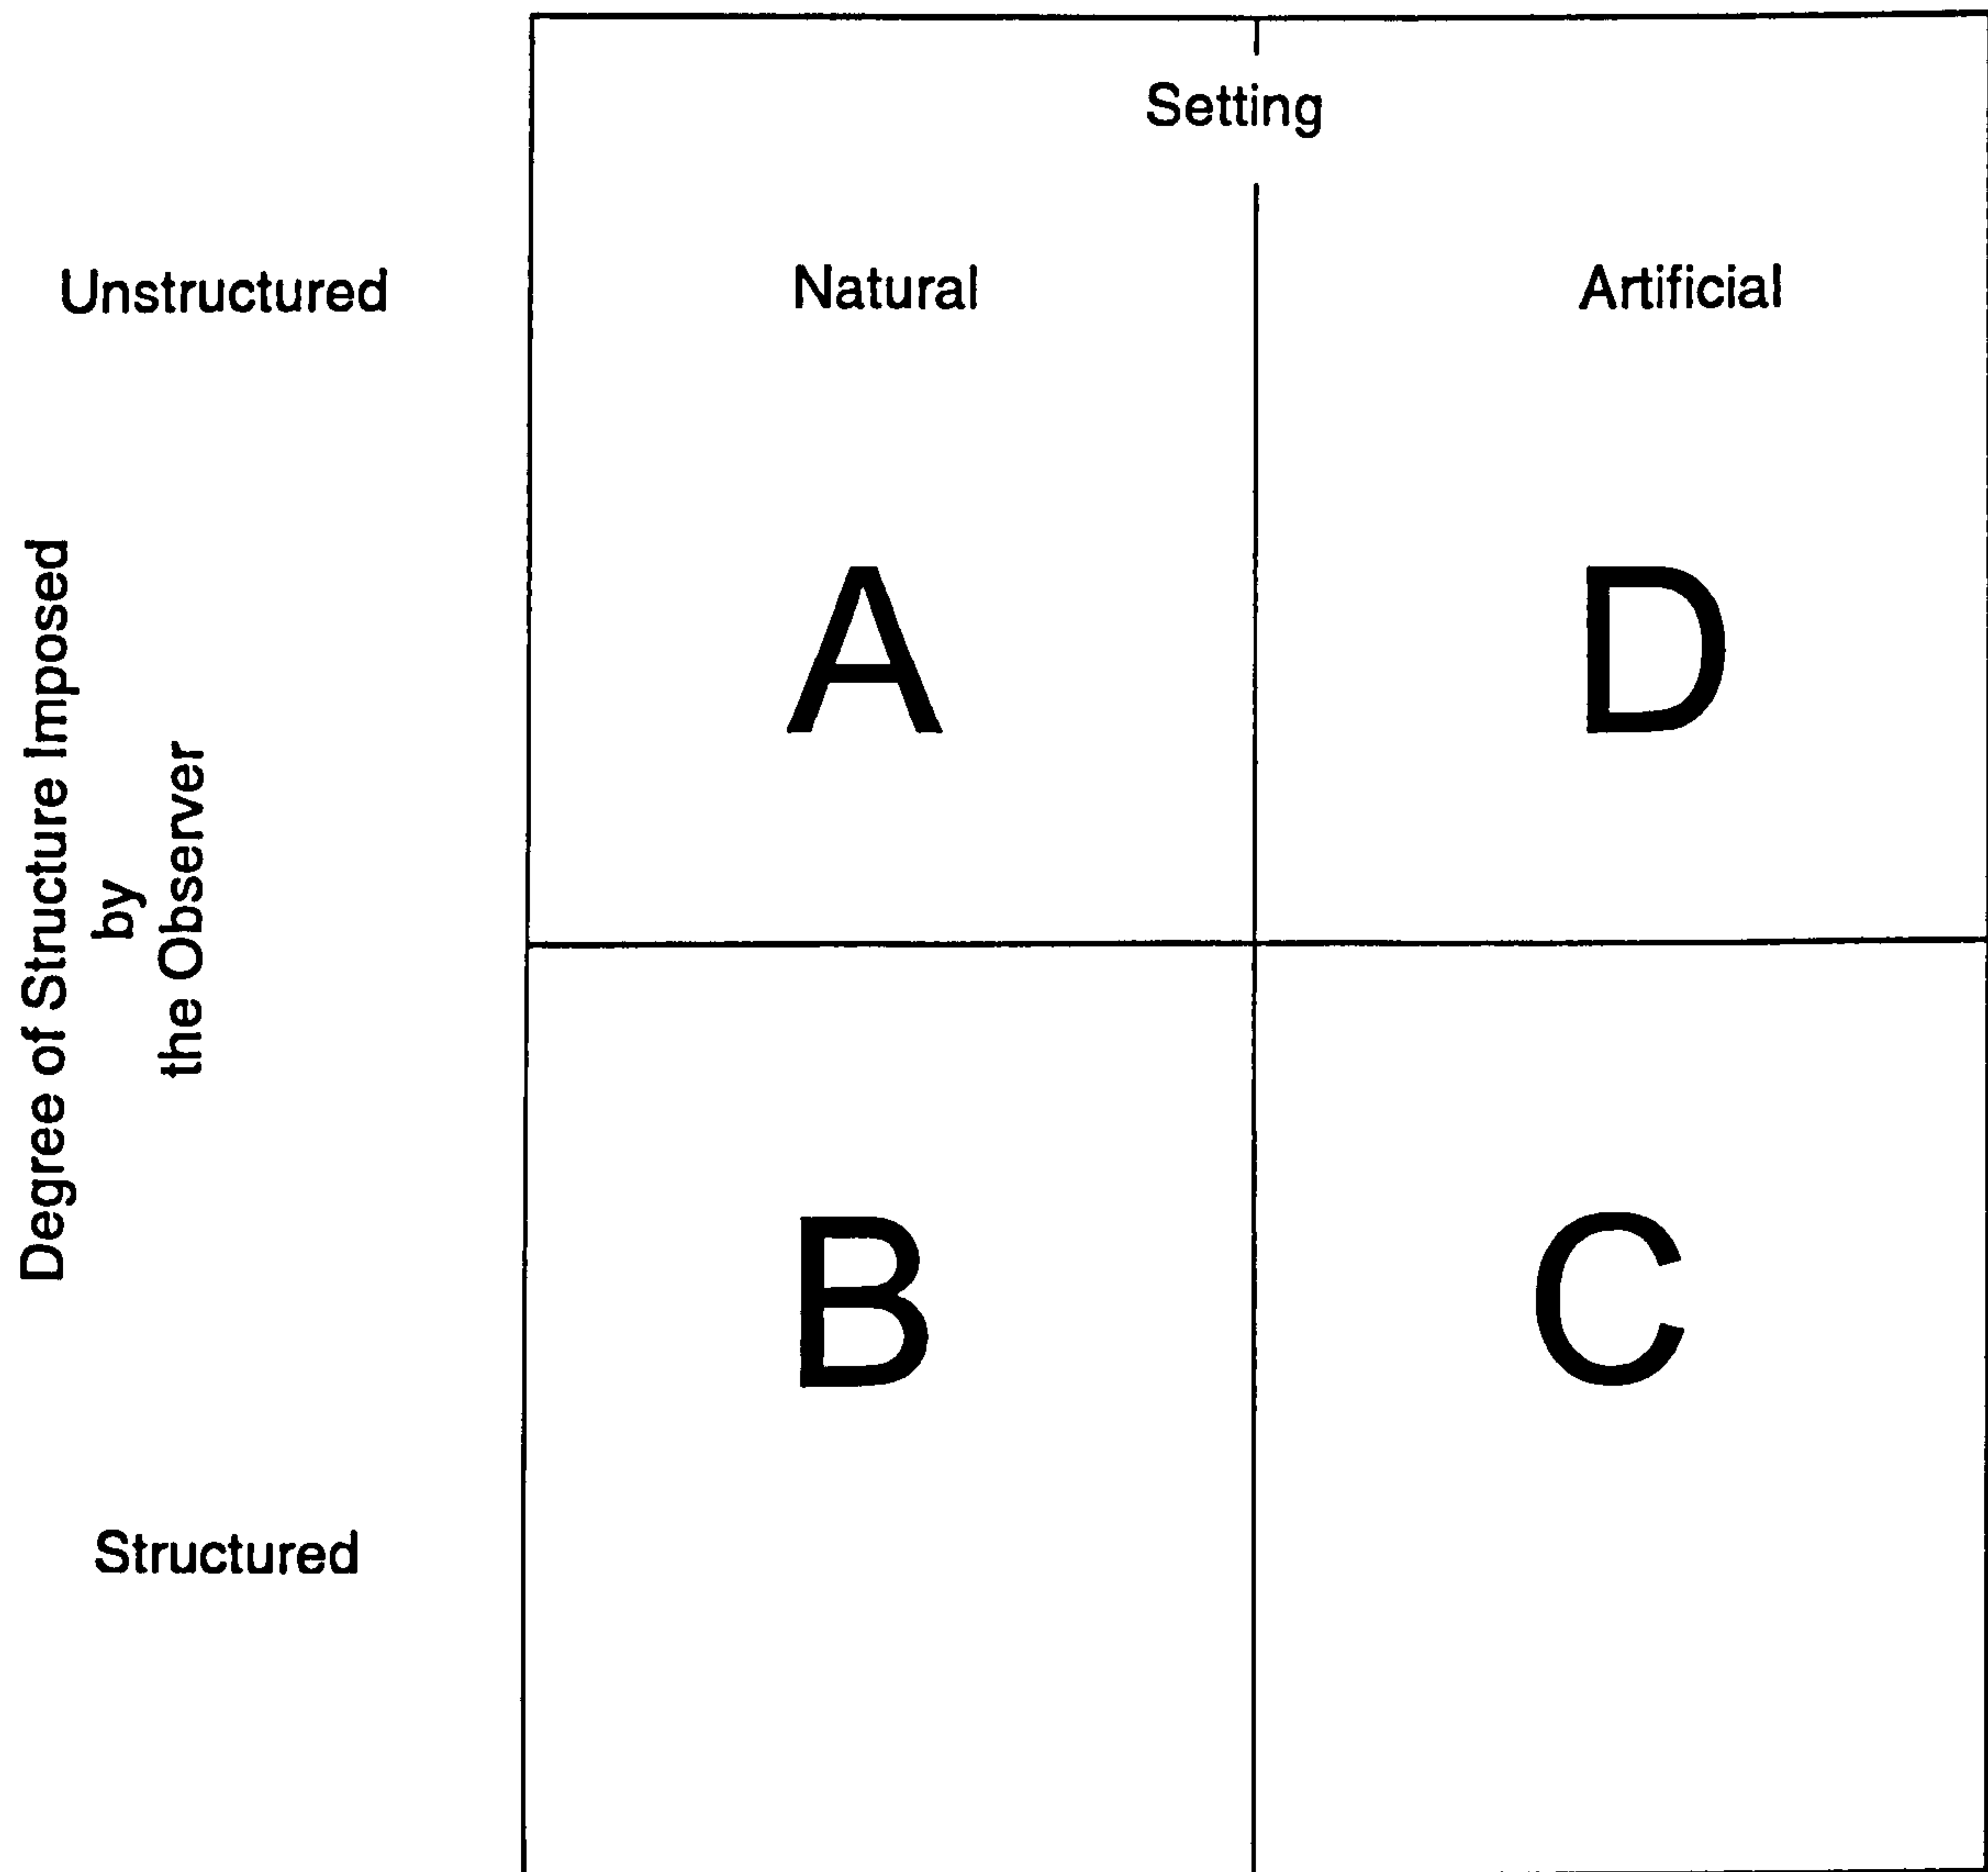 Setting
Unstructured
Natural
Artificial
A
D
Degree of Structure Imposed
by
the Observer
B
C
Structured